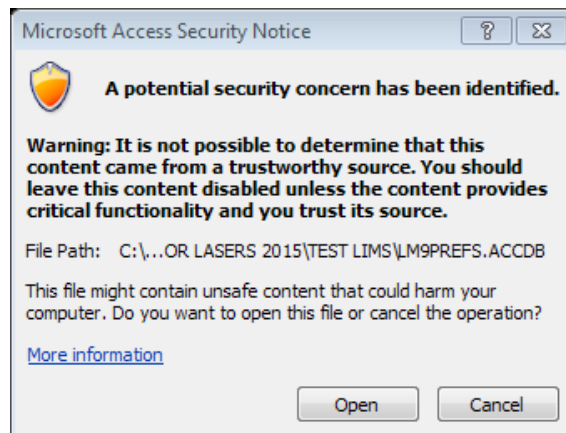 Microsoft Access Security Notice
A potential security concern has been identified.
Warning: It is not possible to determine that this
content came from a trustworthy source. You should
leave this content disabled unless the content provides
critical functionality and you trust its source.
File Path: C:\...OR LASERS 2015\TEST LIMS\LM9PREFS.ACCDB
This file might contain unsafe content that could harm your
computer. Do you want to open this file or cancel the operation?
More information
Open Cancel